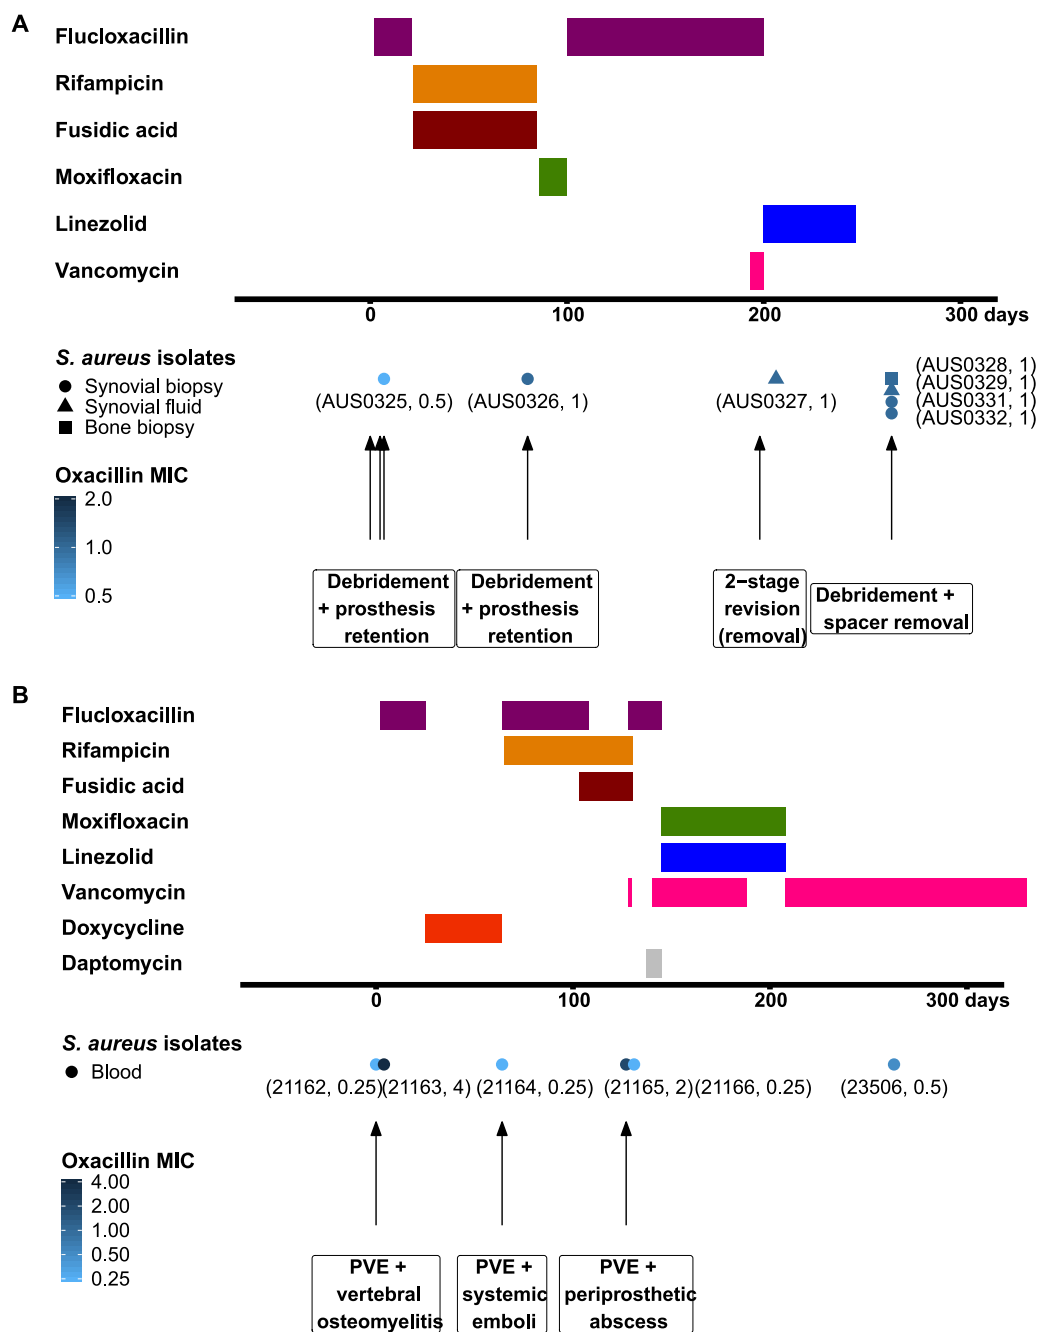 A
Flucloxacillin
Rifampicin
Fusidic acid
Moxifloxacin
Linezolid
Vancomycin
0 100 200 300 days
S. aureus isolates
Synovial biopsy
Synovial fluid
Bone biopsy
(AUS0325, 0.5) (AUS0326, 1) (AUS0327, 1)
(AUS0328, 1)
(AUS0329, 1)
(AUS0331, 1)
(AUS0332, 1)
Oxacillin MIC
2.0
1.0
0.5
Debridement
+ prosthesis
retention
Debridement
+ prosthesis
retention
2−stage
revision
(removal)
Debridement +
spacer removal
B
Flucloxacillin
Rifampicin
Fusidic acid
Moxifloxacin
Linezolid
Vancomycin
Doxycycline
Daptomycin
0 100 200 300 days
S. aureus isolates
Blood
(21162, 0.25) (21163, 4) (21164, 0.25) (21165, 2) (21166, 0.25) (23506, 0.5)
Oxacillin MIC
4.00
2.00
1.00
0.50
0.25
PVE +
vertebral
osteomyelitis
PVE +
systemic
emboli
PVE +
periprosthetic
abscess